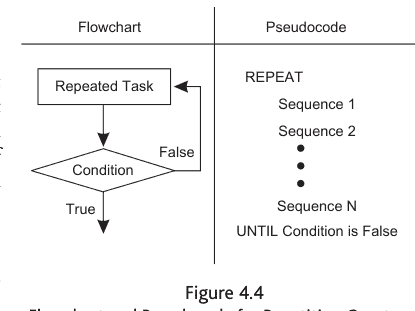 Flowchart
Pseudocode
Repeated Task
False
Condition
True
REPEAT
Sequence 1
Sequence 2
Sequence N
UNTIL Condition is False
Figure 4.4